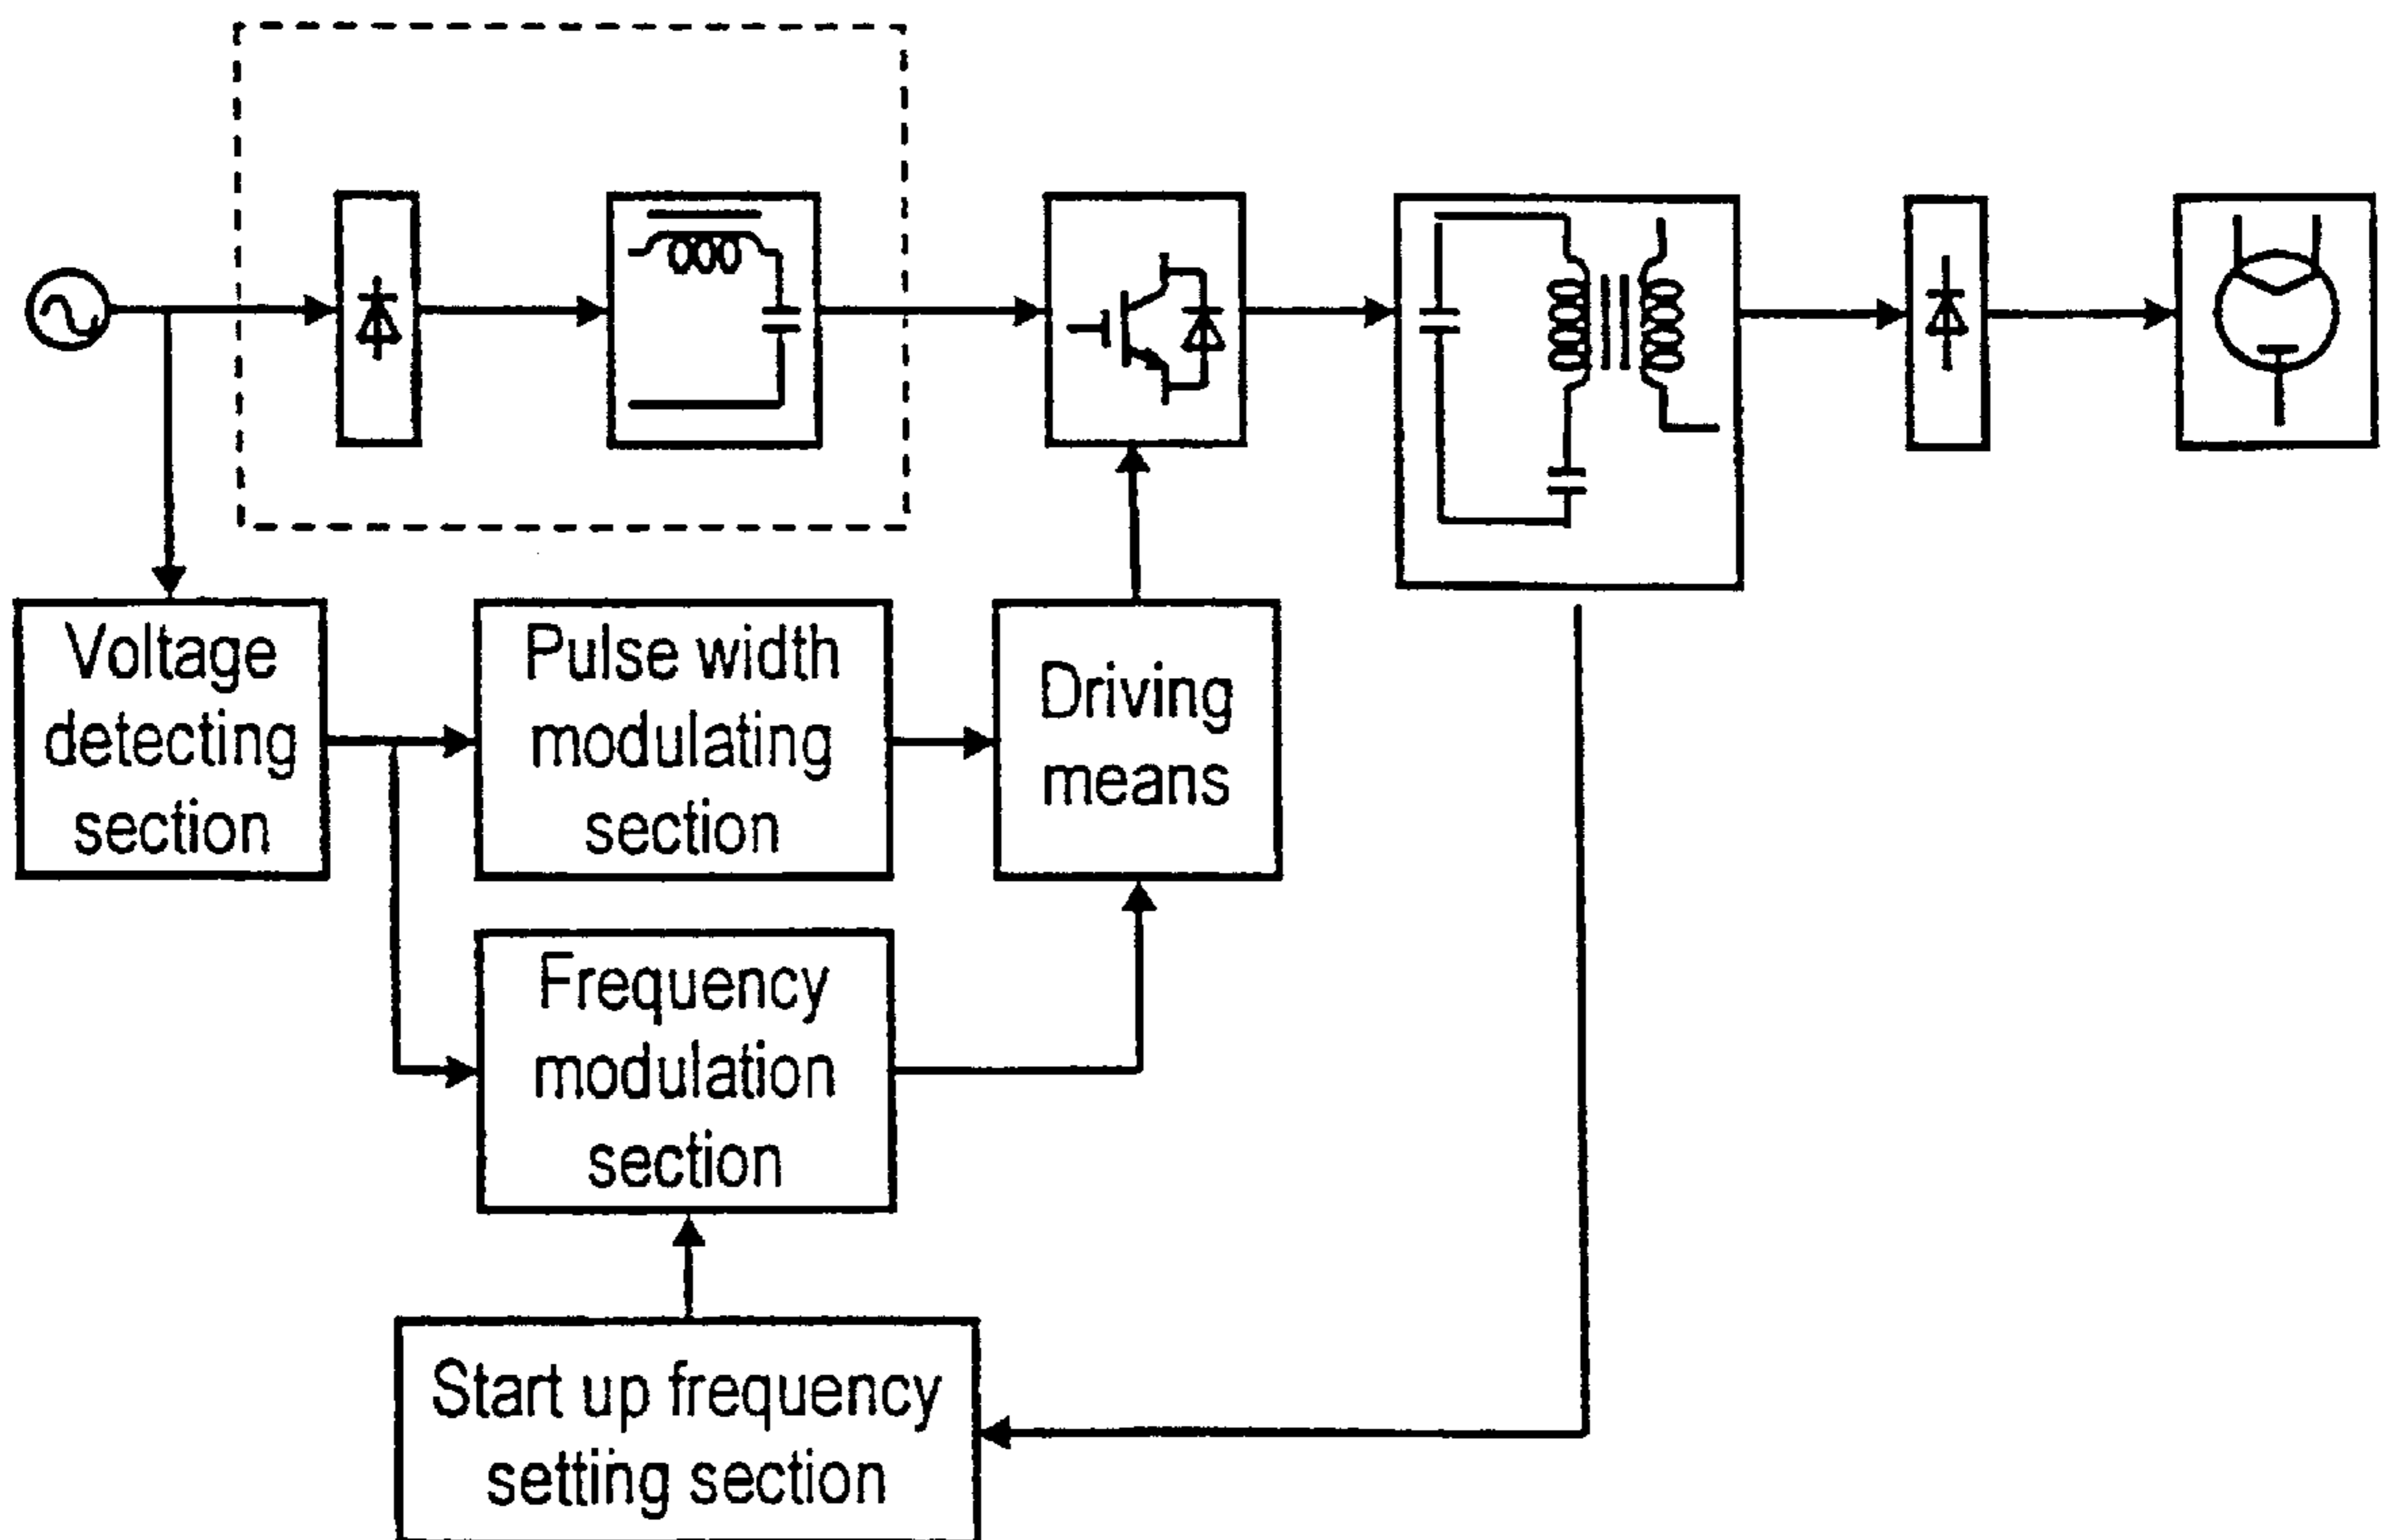 Voltage
detecting
section
Pulse width
modulating
section
Driving
means
Frequency
modulation
section
Start up frequency
setting section